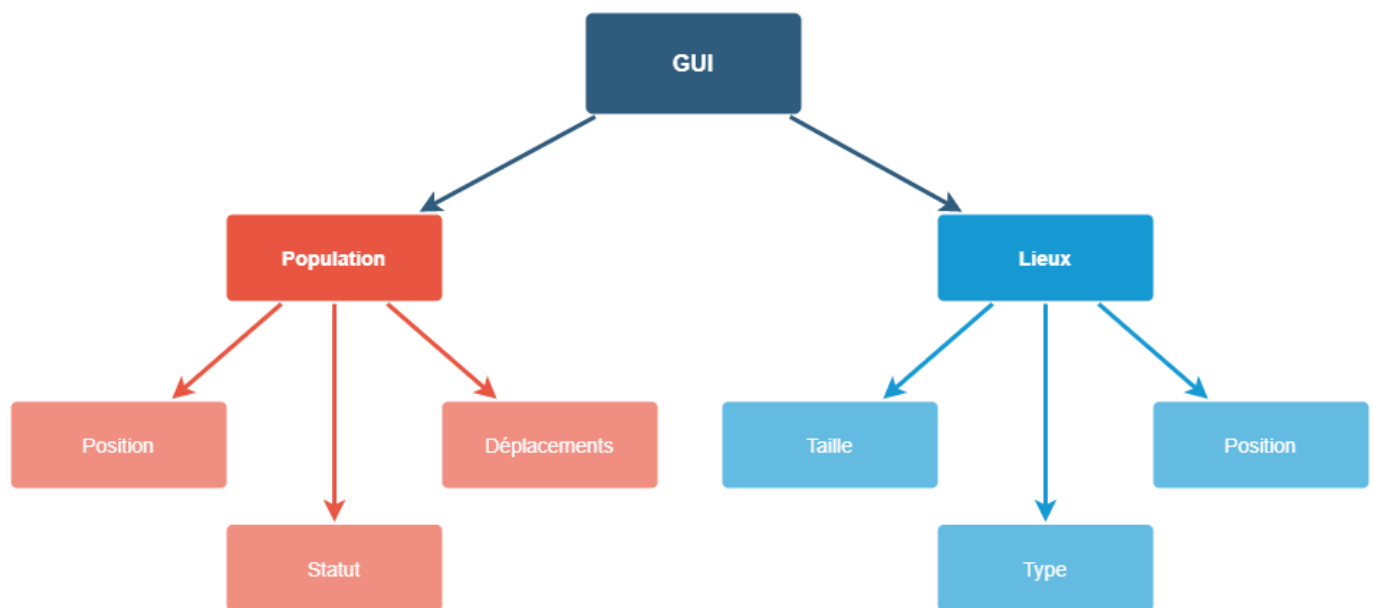 GUI
Population
Lieux
Position
Déplacements
Taille
Position
Statut
Type